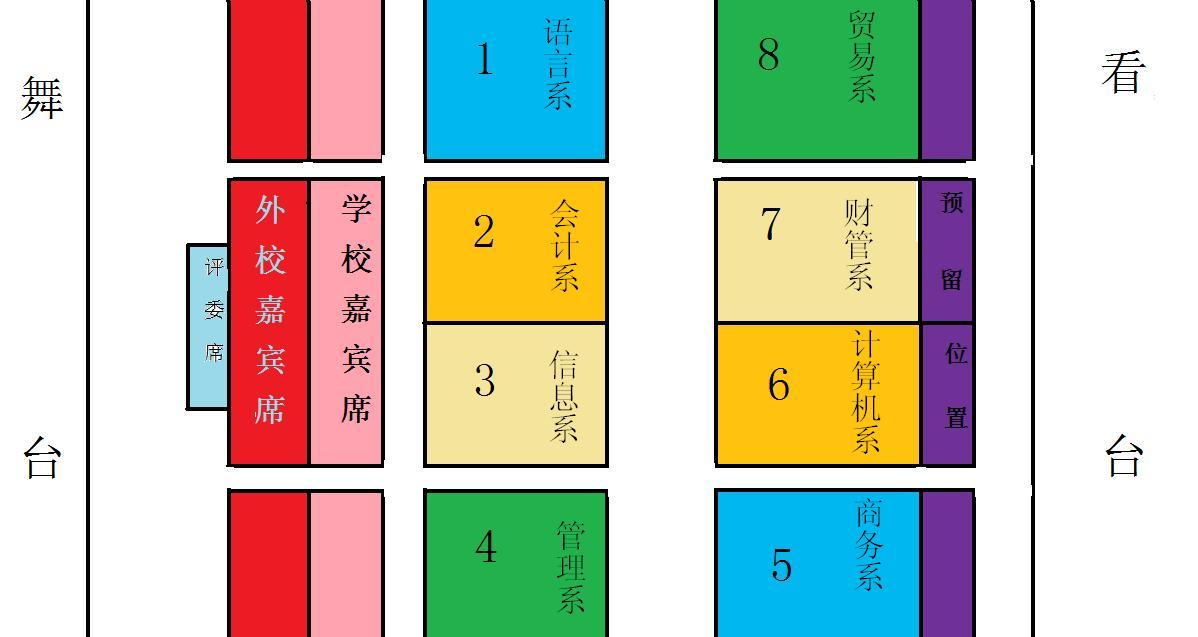 舞台
评委席
外校嘉宾席
学校嘉宾席
1
语言系
2
会计系
3
信息系
4
管理系
8
贸易系
7
财管系
6
计算机系
5
商务系
预留位置
看台